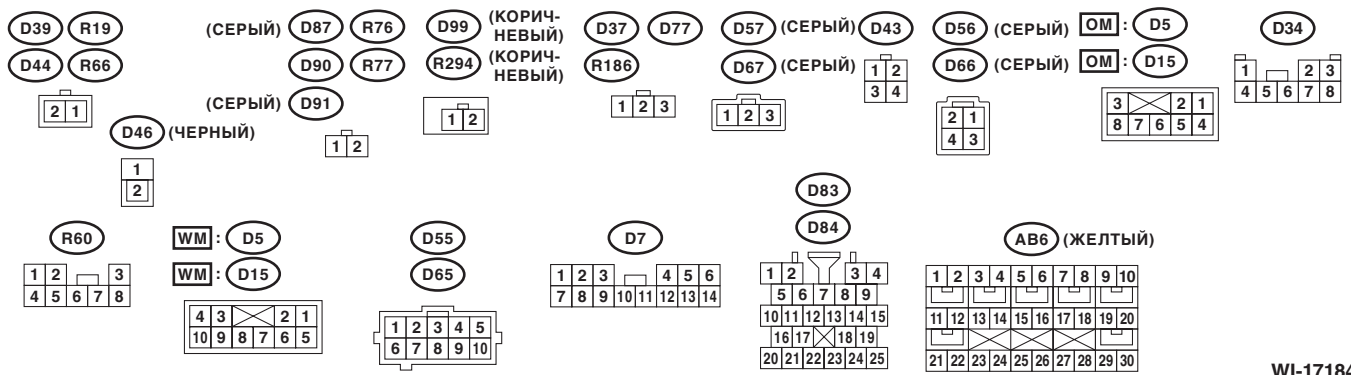 D39 R19 (СЕРЫЙ) D87 R76 D99 (КОРИЧ-
НЕВЫЙ) D37 D77 D57 (СЕРЫЙ) D43 D56 (СЕРЫЙ) OM : D5 D34
D44 R66 D90 R77 R294 (КОРИЧ-
НЕВЫЙ) R186 D67 (СЕРЫЙ) D66 (СЕРЫЙ) OM : D15
(СЕРЫЙ) D91
D46 (ЧЕРНЫЙ)
2 1
1
2
1 2
1 2
1 2 3
1 2 3
1 2
3 4
2 1
4 3
3 2 1
8 7 6 5 4
1 2 3
4 5 6 7 8
R60 WM : D5 D55 D7 D83 AB6 (ЖЕЛТЫЙ)
WM : D15 D65 D84
1 2 3
4 5 6 7 8
4 3 2 1
10 9 8 7 6 5
1 2 3 4 5
6 7 8 9 10
1 2 3 4 5 6
7 8 9 10 11 12 13 14
1 2 3 4
5 6 7 8 9
10 11 12 13 14 15
16 17 18 19
20 21 22 23 24 25
1 2 3 4 5 6 7 8 9 10
11 12 13 14 15 16 17 18 19 20
21 22 23 24 25 26 27 28 29 30
WI-17184